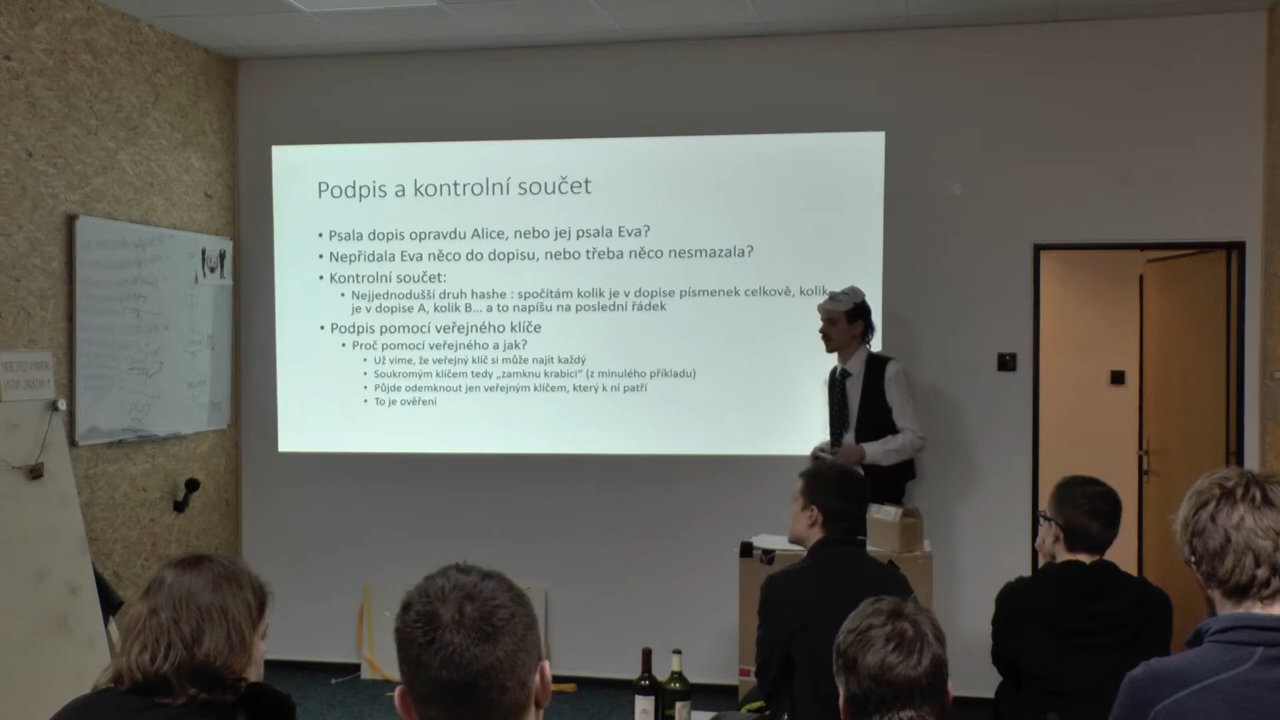 Podpis a kontrolní součet
• Psala dopis opravdu Alice, nebo jej psala Eva?
• Nepřidala Eva něco do dopisu, nebo třeba něco nesmazala?
• Kontrolní součet:
• Nejjednodušší druh hashe : spočítám kolik je v dopise písmenek celkově, kolik
je v dopise A, kolik B... a to napíšu na poslední řádek
• Podpis pomocí veřejného klíče
• Proč pomocí veřejného a jak?
• Už víme, že veřejný klíč si může najít každý
• Soukromým klíčem tedy „zamknu krabici“ (z minulého příkladu)
• Půjde odemknout jen veřejným klíčem, který k ní patří
• To je ověření